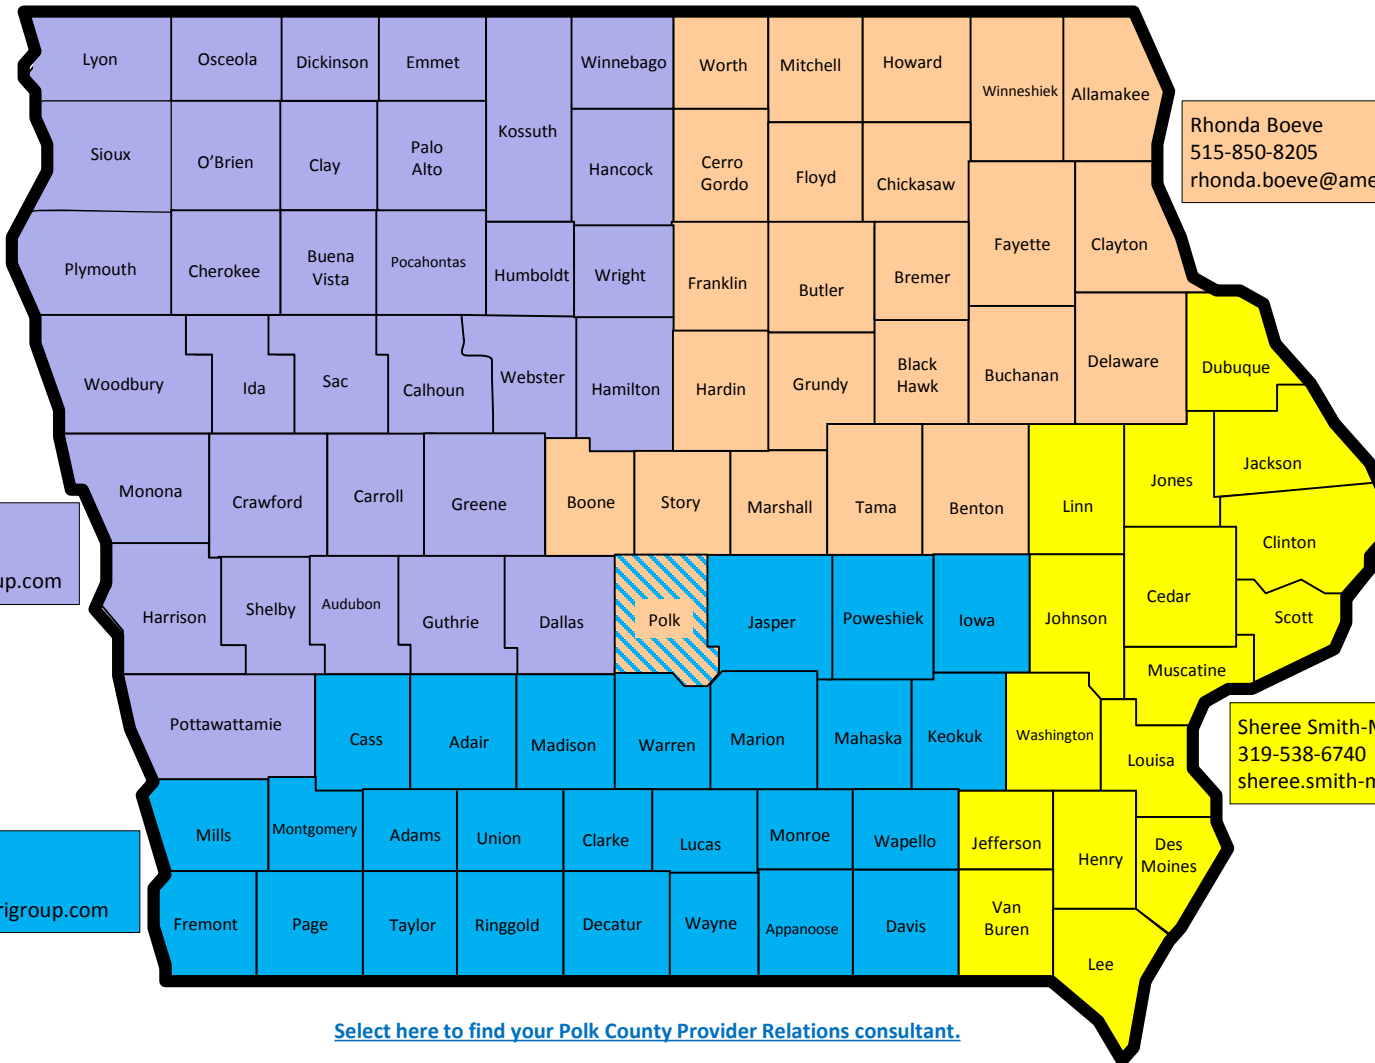 Lyon
Osceola
Dickinson
Emmet
Kossuth
Winnebago
Worth
Mitchell
Howard
Winneshiek
Allamakee
Sioux
O'Brien
Clay
Palo
Alto
Hancock
Cerro
Gordo
Floyd
Chickasaw
Rhonda Boeve
515-850-8205
rhonda.boeve@ame
Plymouth
Cherokee
Buena
Vista
Pocahontas
Humboldt
Wright
Franklin
Butler
Bremer
Fayette
Clayton
Woodbury
Ida
Sac
Calhoun
Webster
Hamilton
Hardin
Grundy
Black
Hawk
Buchanan
Delaware
Dubuque
Monona
Crawford
Carroll
Greene
Boone
Story
Marshall
Tama
Benton
Linn
Jones
Jackson
Clinton
up.com
Harrison
Shelby
Audubon
Guthrie
Dallas
Polk
Jasper
Poweshiek
Iowa
Johnson
Cedar
Scott
Muscatine
Pottawattamie
Cass
Adair
Madison
Warren
Marion
Mahaska
Keokuk
Washington
Louisa
Sheree Smith-M
319-538-6740
sheree.smith-m
Mills
Montgomery
Adams
Union
Clarke
Lucas
Monroe
Wapello
Jefferson
Henry
Des
Moines
rigroup.com
Fremont
Page
Taylor
Ringgold
Decatur
Wayne
Appanoose
Davis
Van
Buren
Lee
Select here to find your Polk County Provider Relations consultant.